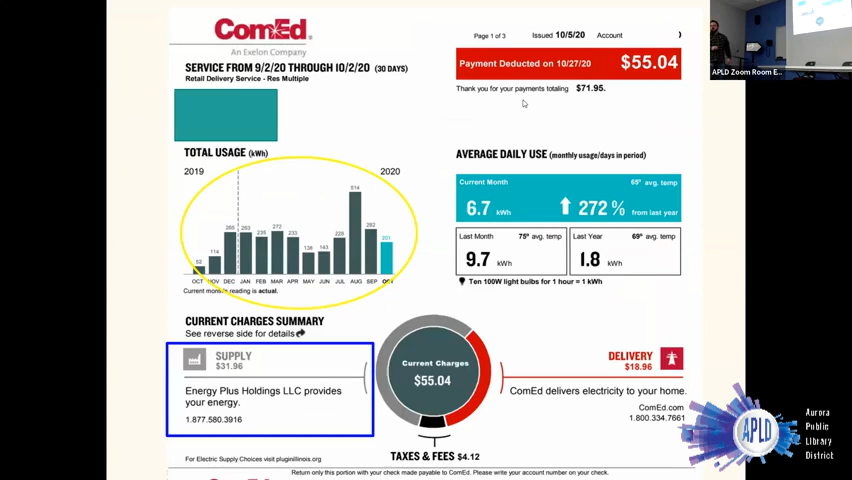 ComEd.
An Exelon Company
Page 1 of 3 Issued 10/5/20 Account
SERVICE FROM 9/2/20 THROUGH 10/2/20 (30 DAYS)
Retail Delivery Service - Res Multiple
Payment Deducted on 10/27/20 $55.04
Thank you for your payments totaling $71.95.
APLD Zoom Room E...
TOTAL USAGE (kWh)
2019 2020
52 114 265 263 235 272 233 138 143 228 514 282 201
OCT NOV DEC JAN FEB MAR APR MAY JUN JUL AUG SEP
Current month's reading is actual.
AVERAGE DAILY USE (monthly usage/days in period)
Current Month 65° avg. temp
6.7 kWh 272% from last year
Last Month 75° avg. temp
9.7 kWh
Last Year 69° avg. temp
1.8 kWh
Ten 100W light bulbs for 1 hour = 1 kWh
CURRENT CHARGES SUMMARY
See reverse side for details
SUPPLY
$31.96
Energy Plus Holdings LLC provides
your energy.
1.877.580.3916
Current Charges
$55.04
DELIVERY
$18.96
ComEd delivers electricity to your home.
ComEd.com
1.800.334.7661
TAXES & FEES $4.12
For Electric Supply Choices visit pluginillinois.org
Return only this portion with your check made payable to ComEd. Please write your account number on your check.
APLD
Aurora
Public
Library
District